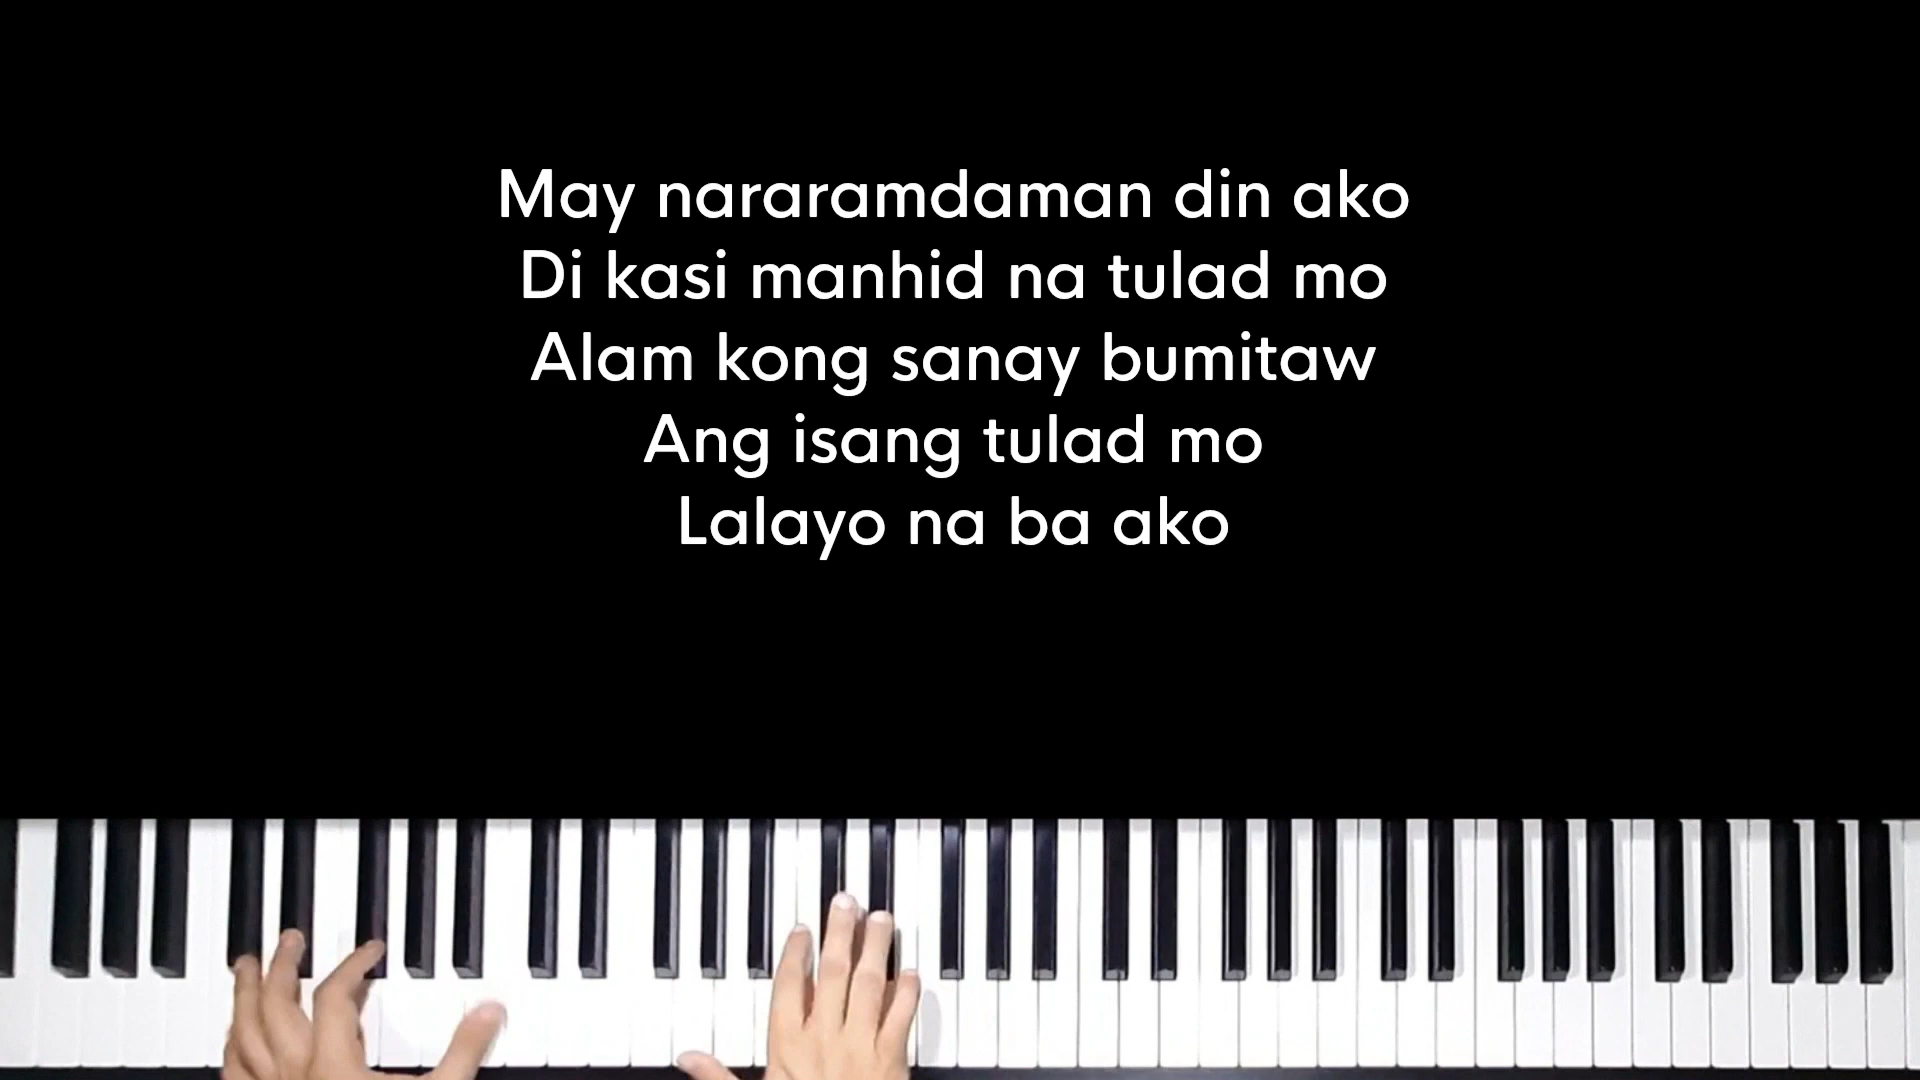 May nararamdaman din ako
Di kasi manhid na tulad mo
Alam kong sanay bumitaw
Ang isang tulad mo
Lalayo na ba ako